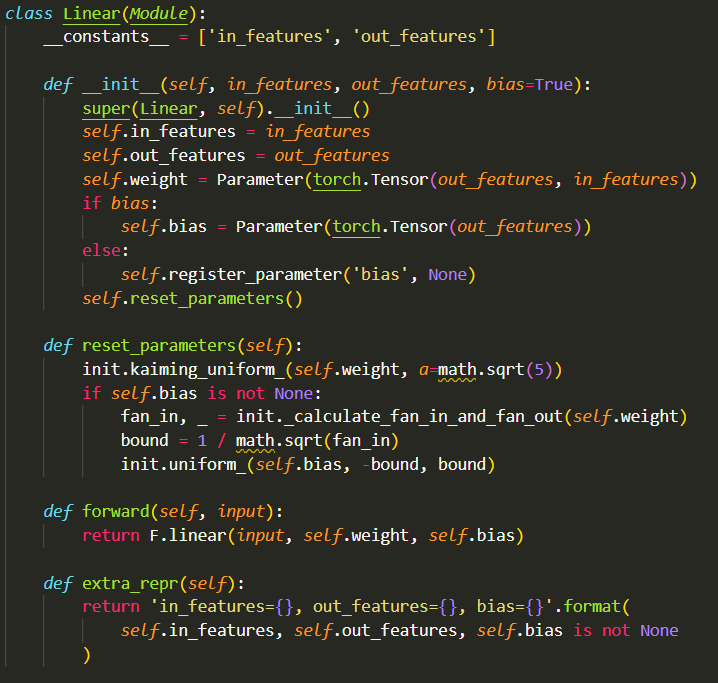 class Linear(Module):
    __constants__ = ['in_features', 'out_features']

    def __init__(self, in_features, out_features, bias=True):
        super(Linear, self).__init__()
        self.in_features = in_features
        self.out_features = out_features
        self.weight = Parameter(torch.Tensor(out_features, in_features))
        if bias:
            self.bias = Parameter(torch.Tensor(out_features))
        else:
            self.register_parameter('bias', None)
        self.reset_parameters()

    def reset_parameters(self):
        init.kaiming_uniform_(self.weight, a=math.sqrt(5))
        if self.bias is not None:
            fan_in, _ = init._calculate_fan_in_and_fan_out(self.weight)
            bound = 1 / math.sqrt(fan_in)
            init.uniform_(self.bias, -bound, bound)

    def forward(self, input):
        return F.linear(input, self.weight, self.bias)

    def extra_repr(self):
        return 'in_features={}, out_features={}, bias={}'.format(
            self.in_features, self.out_features, self.bias is not None
        )